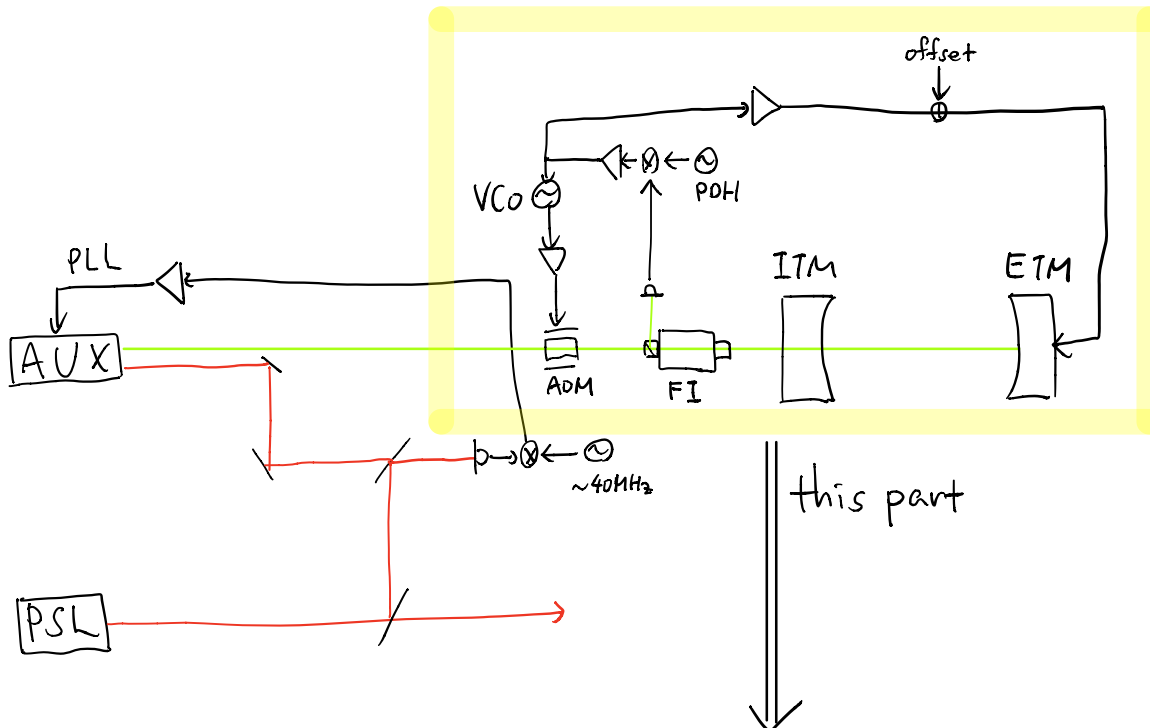 offset
VCO
PDH
PLL
ITM
ETM
AUX
AOM
FI
~40MHz
this part
PSL